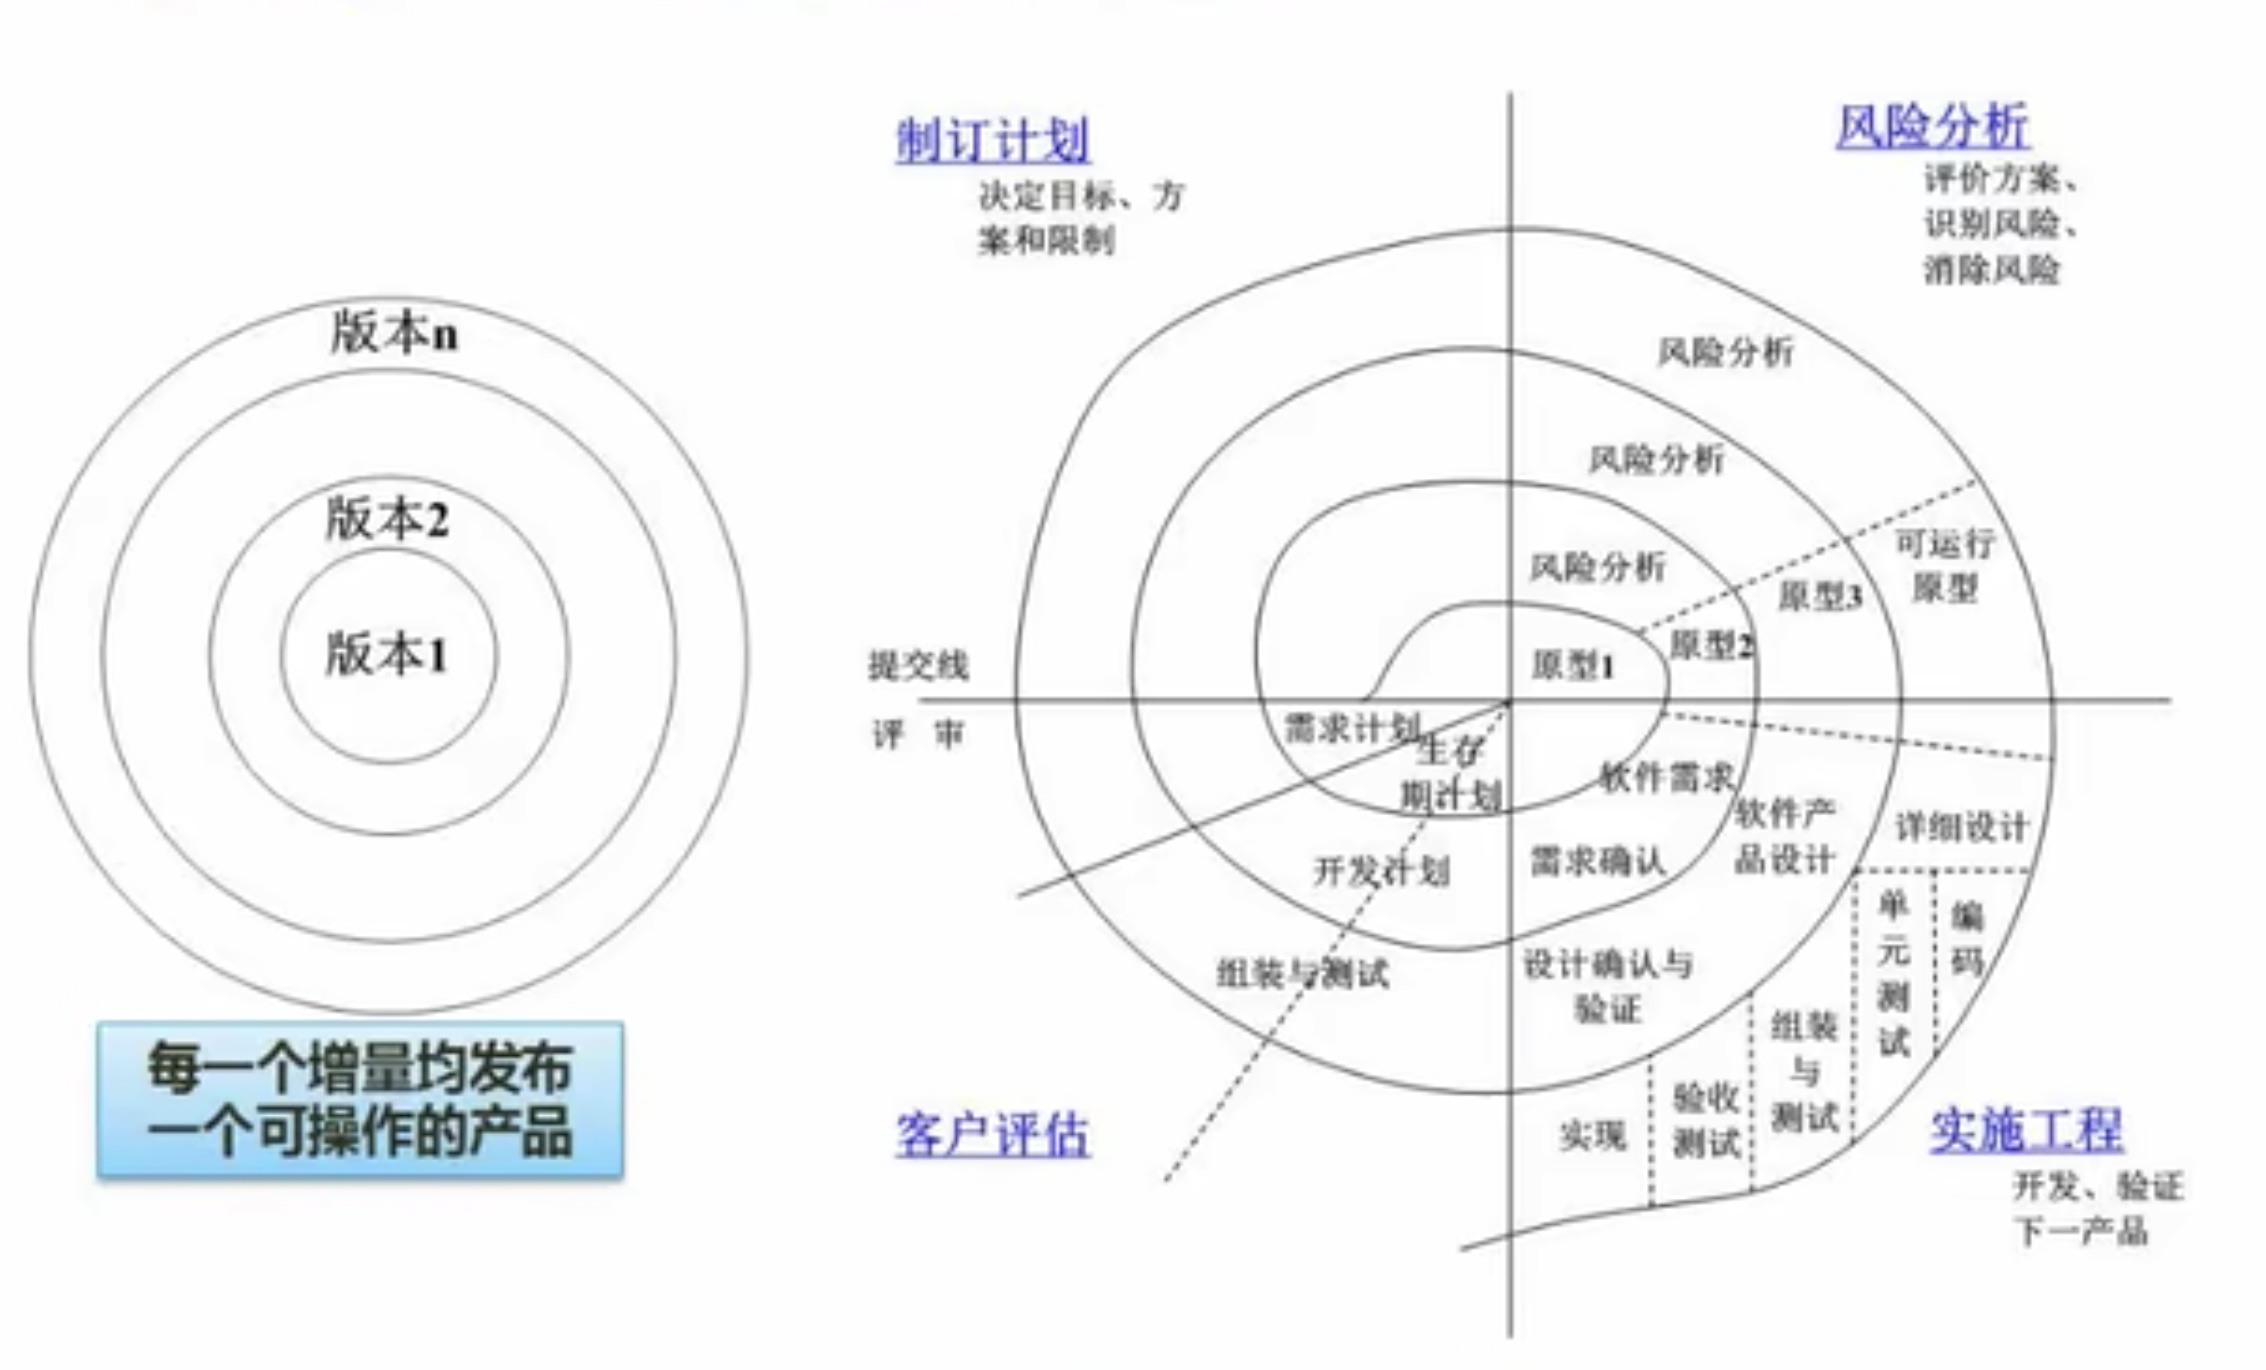 版本n
版本2
版本1
每一个增量均发布
一个可操作的产品
制订计划
决定目标、方
案和限制
风险分析
评价方案、
识别风险、
消除风险
风险分析
风险分析
风险分析
可运行
原型
原型3
原型2
原型1
提交线
评 审
需求计划
生存
期计划
软件需求
软件产
品设计
详细设计
开发计划
需求确认
单元测试
编码
组装与测试
设计确认与
验证
组装
与
测试
验收
测试
实现
客户评估
实施工程
开发、验证
下一产品